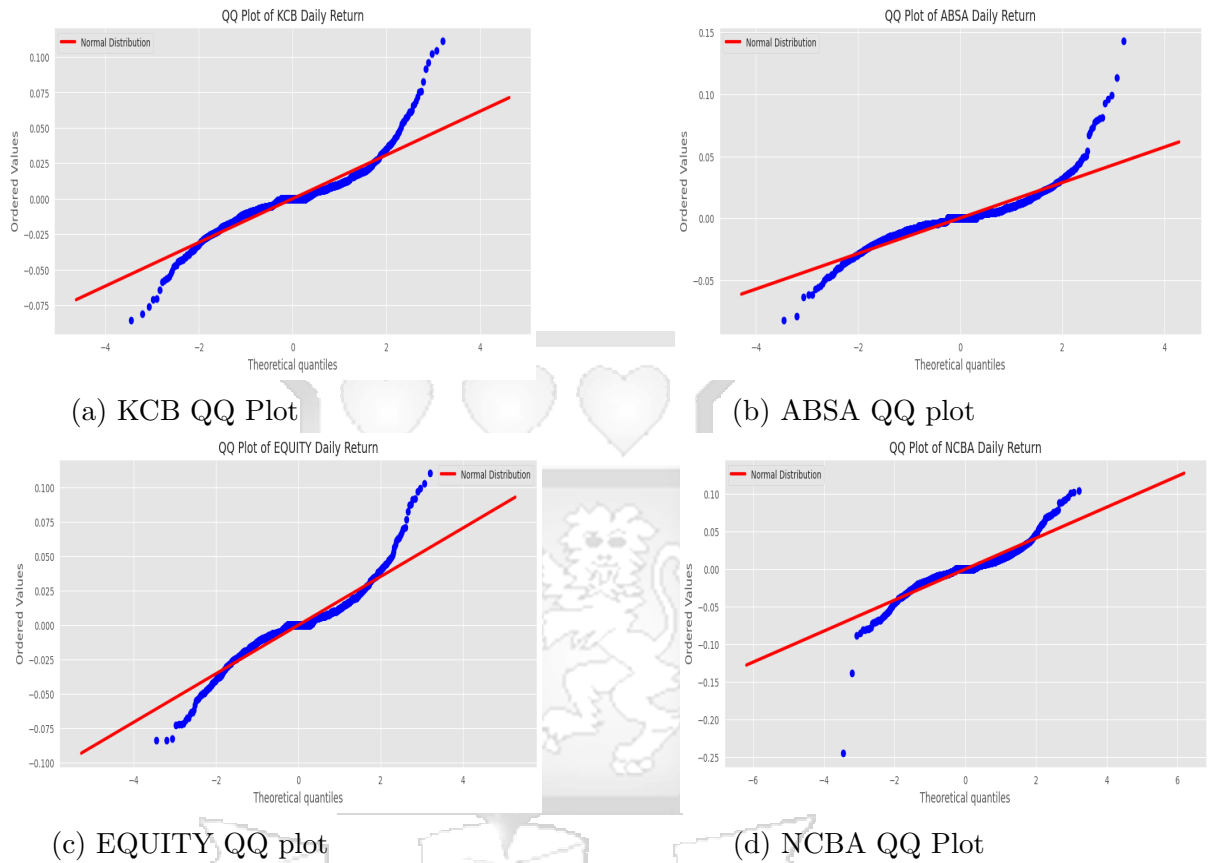 QQ Plot of KCB Daily Return
Normal Distribution
0.100
0.075
0.050
0.025
0.000
−0.025
−0.050
−0.075
Ordered Values
−4 −2 0 2 4
Theoretical quantiles
(a) KCB QQ Plot
QQ Plot of ABSA Daily Return
Normal Distribution
0.15
0.10
0.05
0.00
−0.05
Ordered Values
−4 −2 0 2 4
Theoretical quantiles
(b) ABSA QQ plot
QQ Plot of EQUITY Daily Return
Normal Distribution
0.100
0.075
0.050
0.025
0.000
−0.025
−0.050
−0.075
−0.100
Ordered Values
−4 −2 0 2 4
Theoretical quantiles
(c) EQUITY QQ plot
QQ Plot of NCBA Daily Return
Normal Distribution
0.10
0.05
0.00
−0.05
−0.10
−0.15
−0.20
−0.25
Ordered Values
−6 −4 −2 0 2 4 6
Theoretical quantiles
(d) NCBA QQ Plot